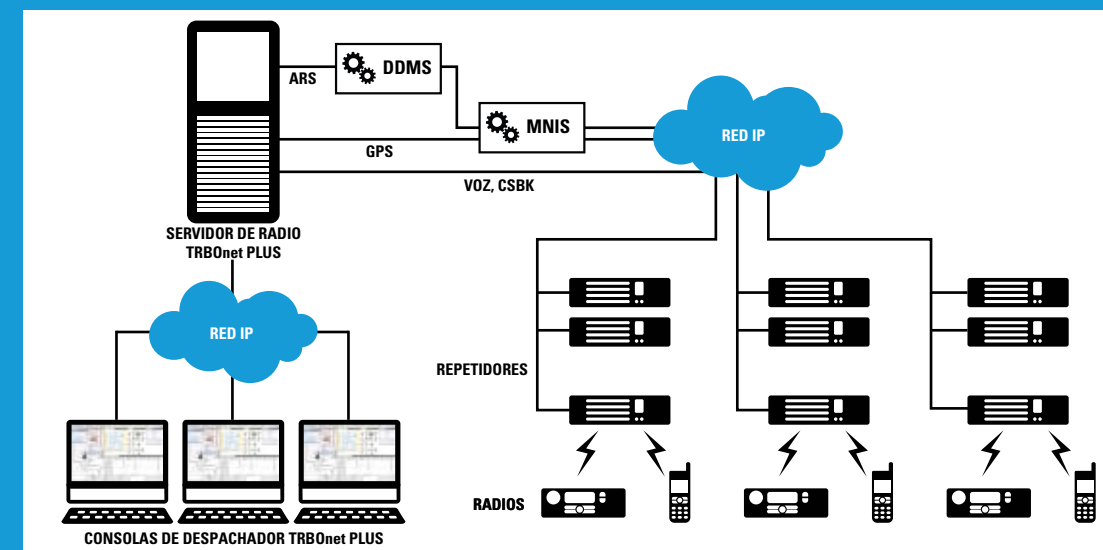 ARS
DDMS
MNIS
GPS
VOZ, CSBK
RED IP
SERVIDOR DE RADIO
TRBOnet PLUS
RED IP
REPETIDORES
RADIOS
CONSOLAS DE DESPACHADOR TRBOnet PLUS